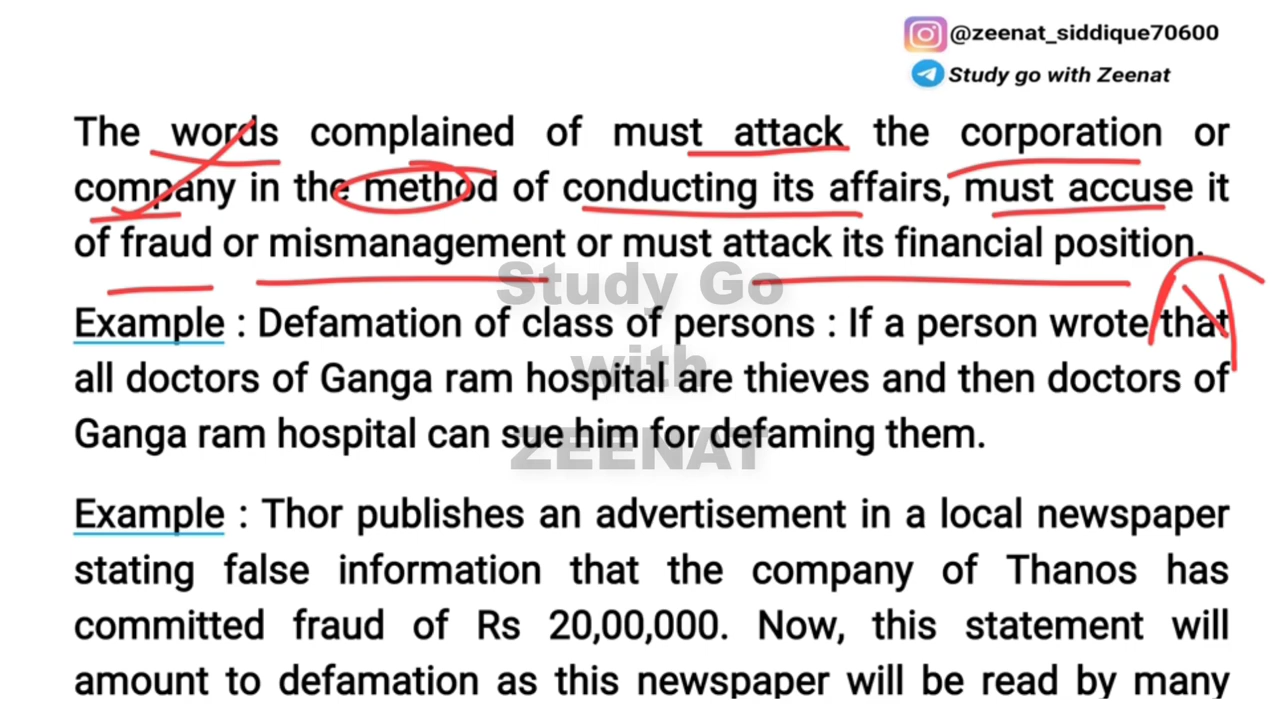 @zeenat_siddique70600
Study go with Zeenat
The words complained of must attack the corporation or
company in the method of conducting its affairs, must accuse it
of fraud or mismanagement or must attack its financial position.
Example : Defamation of class of persons : If a person wrote that
all doctors of Ganga ram hospital are thieves and then doctors of
Ganga ram hospital can sue him for defaming them.
Example : Thor publishes an advertisement in a local newspaper
stating false information that the company of Thanos has
committed fraud of Rs 20,00,000. Now, this statement will
amount to defamation as this newspaper will be read by many
Study Go
with
ZEENAT